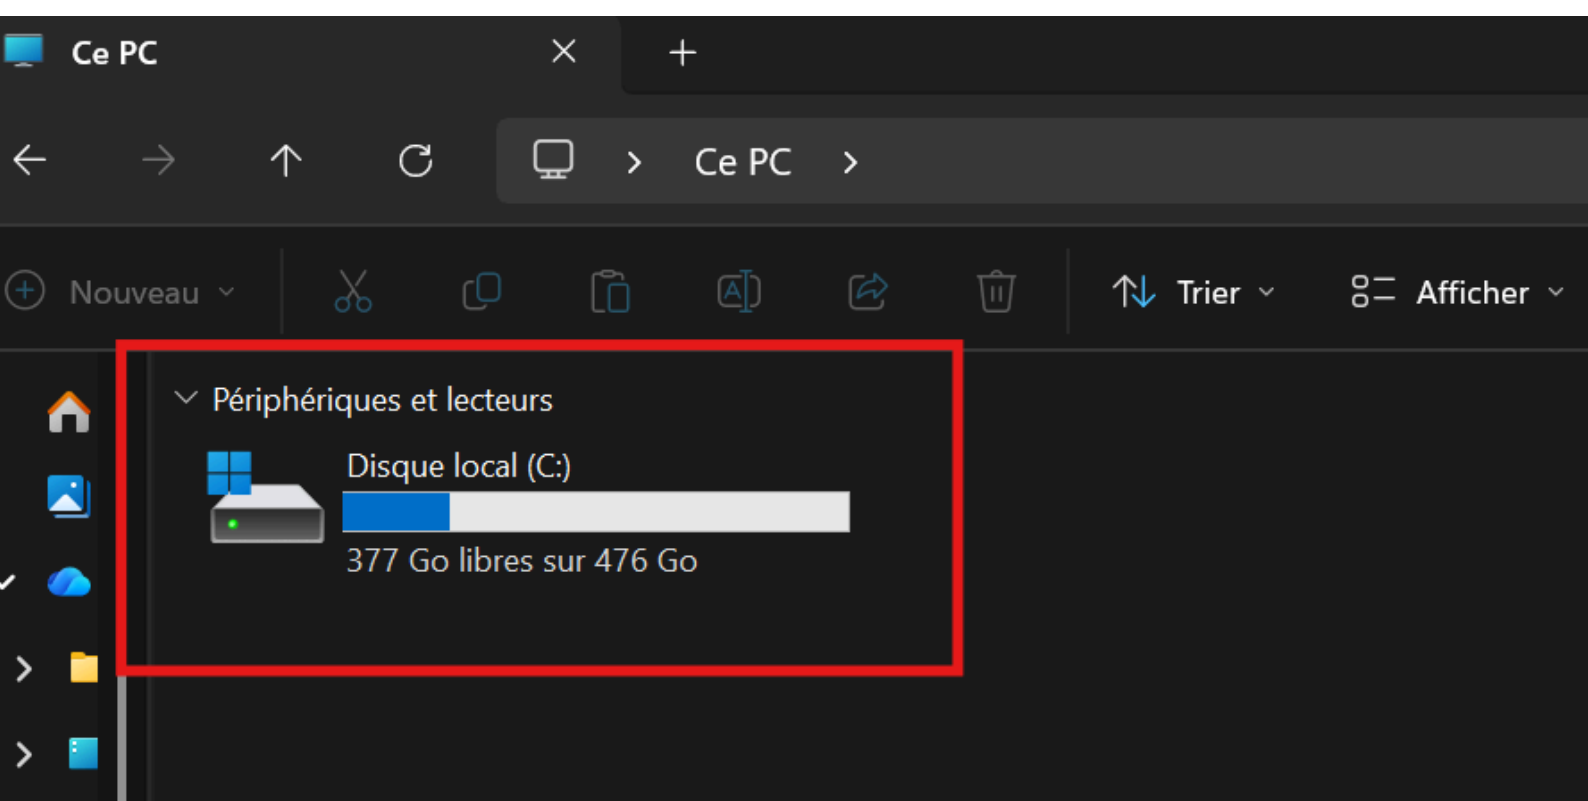 Ce PC
Ce PC
Nouveau
Trier
Afficher
Périphériques et lecteurs
Disque local (C:)
377 Go libres sur 476 Go